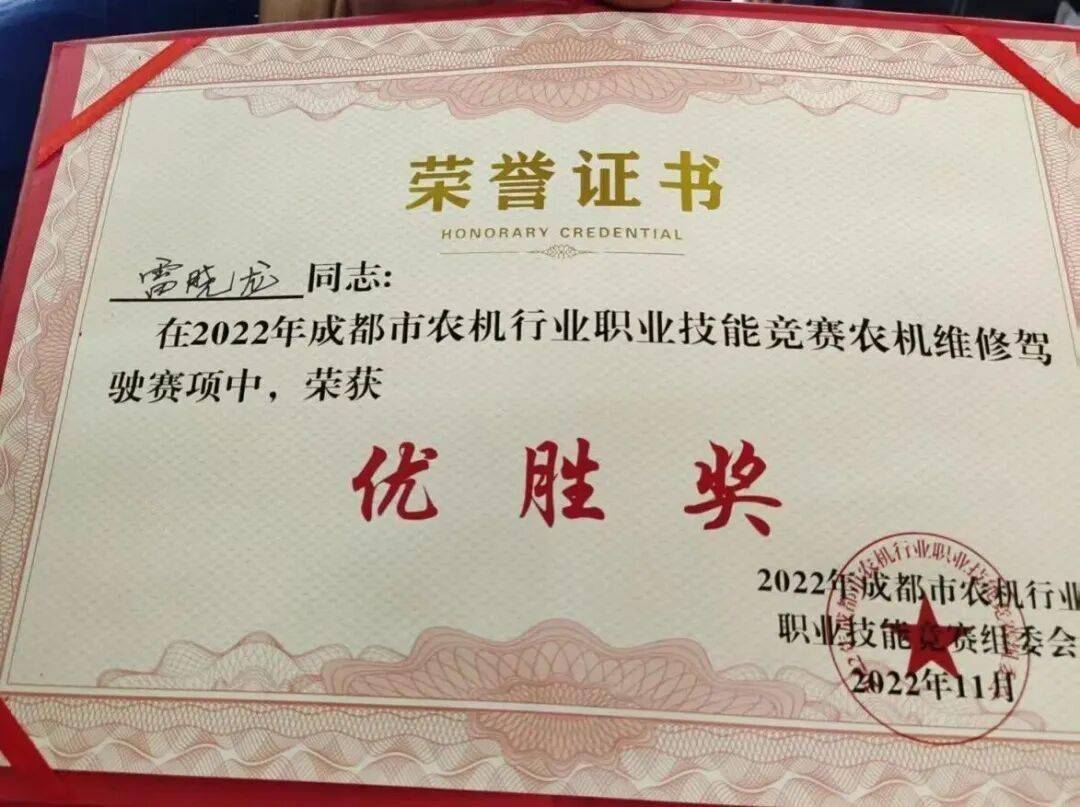 荣誉证书
HONORARY CREDENTIAL
雷晓龙 同志:
在2022年成都市农机行业职业技能竞赛农机维修驾
驶赛项中，荣获
优胜奖
2022年成都市农机行业
职业技能竞赛组委会
2022年11月